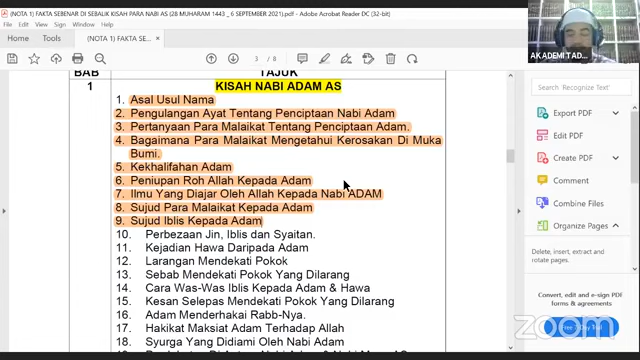 (NOTA 1) FAKTA SEBENAR DI SEBALIK KISAH PARA NABI AS (28 MUHARAM 1443 _ 6 SEPTEMBER 2021).pdf - Adobe Acrobat Reader DC (32-bit)
File Edit View Sign Window Help
Home Tools (NOTA 1) FAKTA SE... ×
3 / 8
BAB TAJUK
1 KISAH NABI ADAM AS
1. Asal Usul Nama
2. Pengulangan Ayat Tentang Penciptaan Nabi Adam
3. Pertanyaan Para Malaikat Tentang Penciptaan Adam.
4. Bagaimana Para Malaikat Mengetahui Kerosakan Di Muka
Bumi.
5. Kekhalifahan Adam
6. Peniupan Roh Allah Kepada Adam
7. Ilmu Yang Diajar Oleh Allah Kepada Nabi ADAM
8. Sujud Para Malaikat Kepada Adam
9. Sujud Iblis Kepada Adam
10. Perbezaan Jin, Iblis dan Syaitan.
11. Kejadian Hawa Daripada Adam
12. Larangan Mendekati Pokok
13. Sebab Mendekati Pokok Yang Dilarang
14. Cara Was-Was Iblis Kepada Adam & Hawa
15. Kesan Selepas Mendekati Pokok Yang Dilarang
16. Adam Menderhakai Rabb-Nya.
17. Hakikat Maksiat Adam Terhadap Allah
18. Syurga Yang Didiami Oleh Nabi Adam
AKADEMI TAD...
Search 'Recognize Text'
Export PDF
Edit PDF
Create PDF
Comment
Combine Files
Organize Pages
Delete, insert, extract and
rotate pages.
Convert, edit and e-sign PDF
forms & agreements
Free 7-Day Trial
zoom